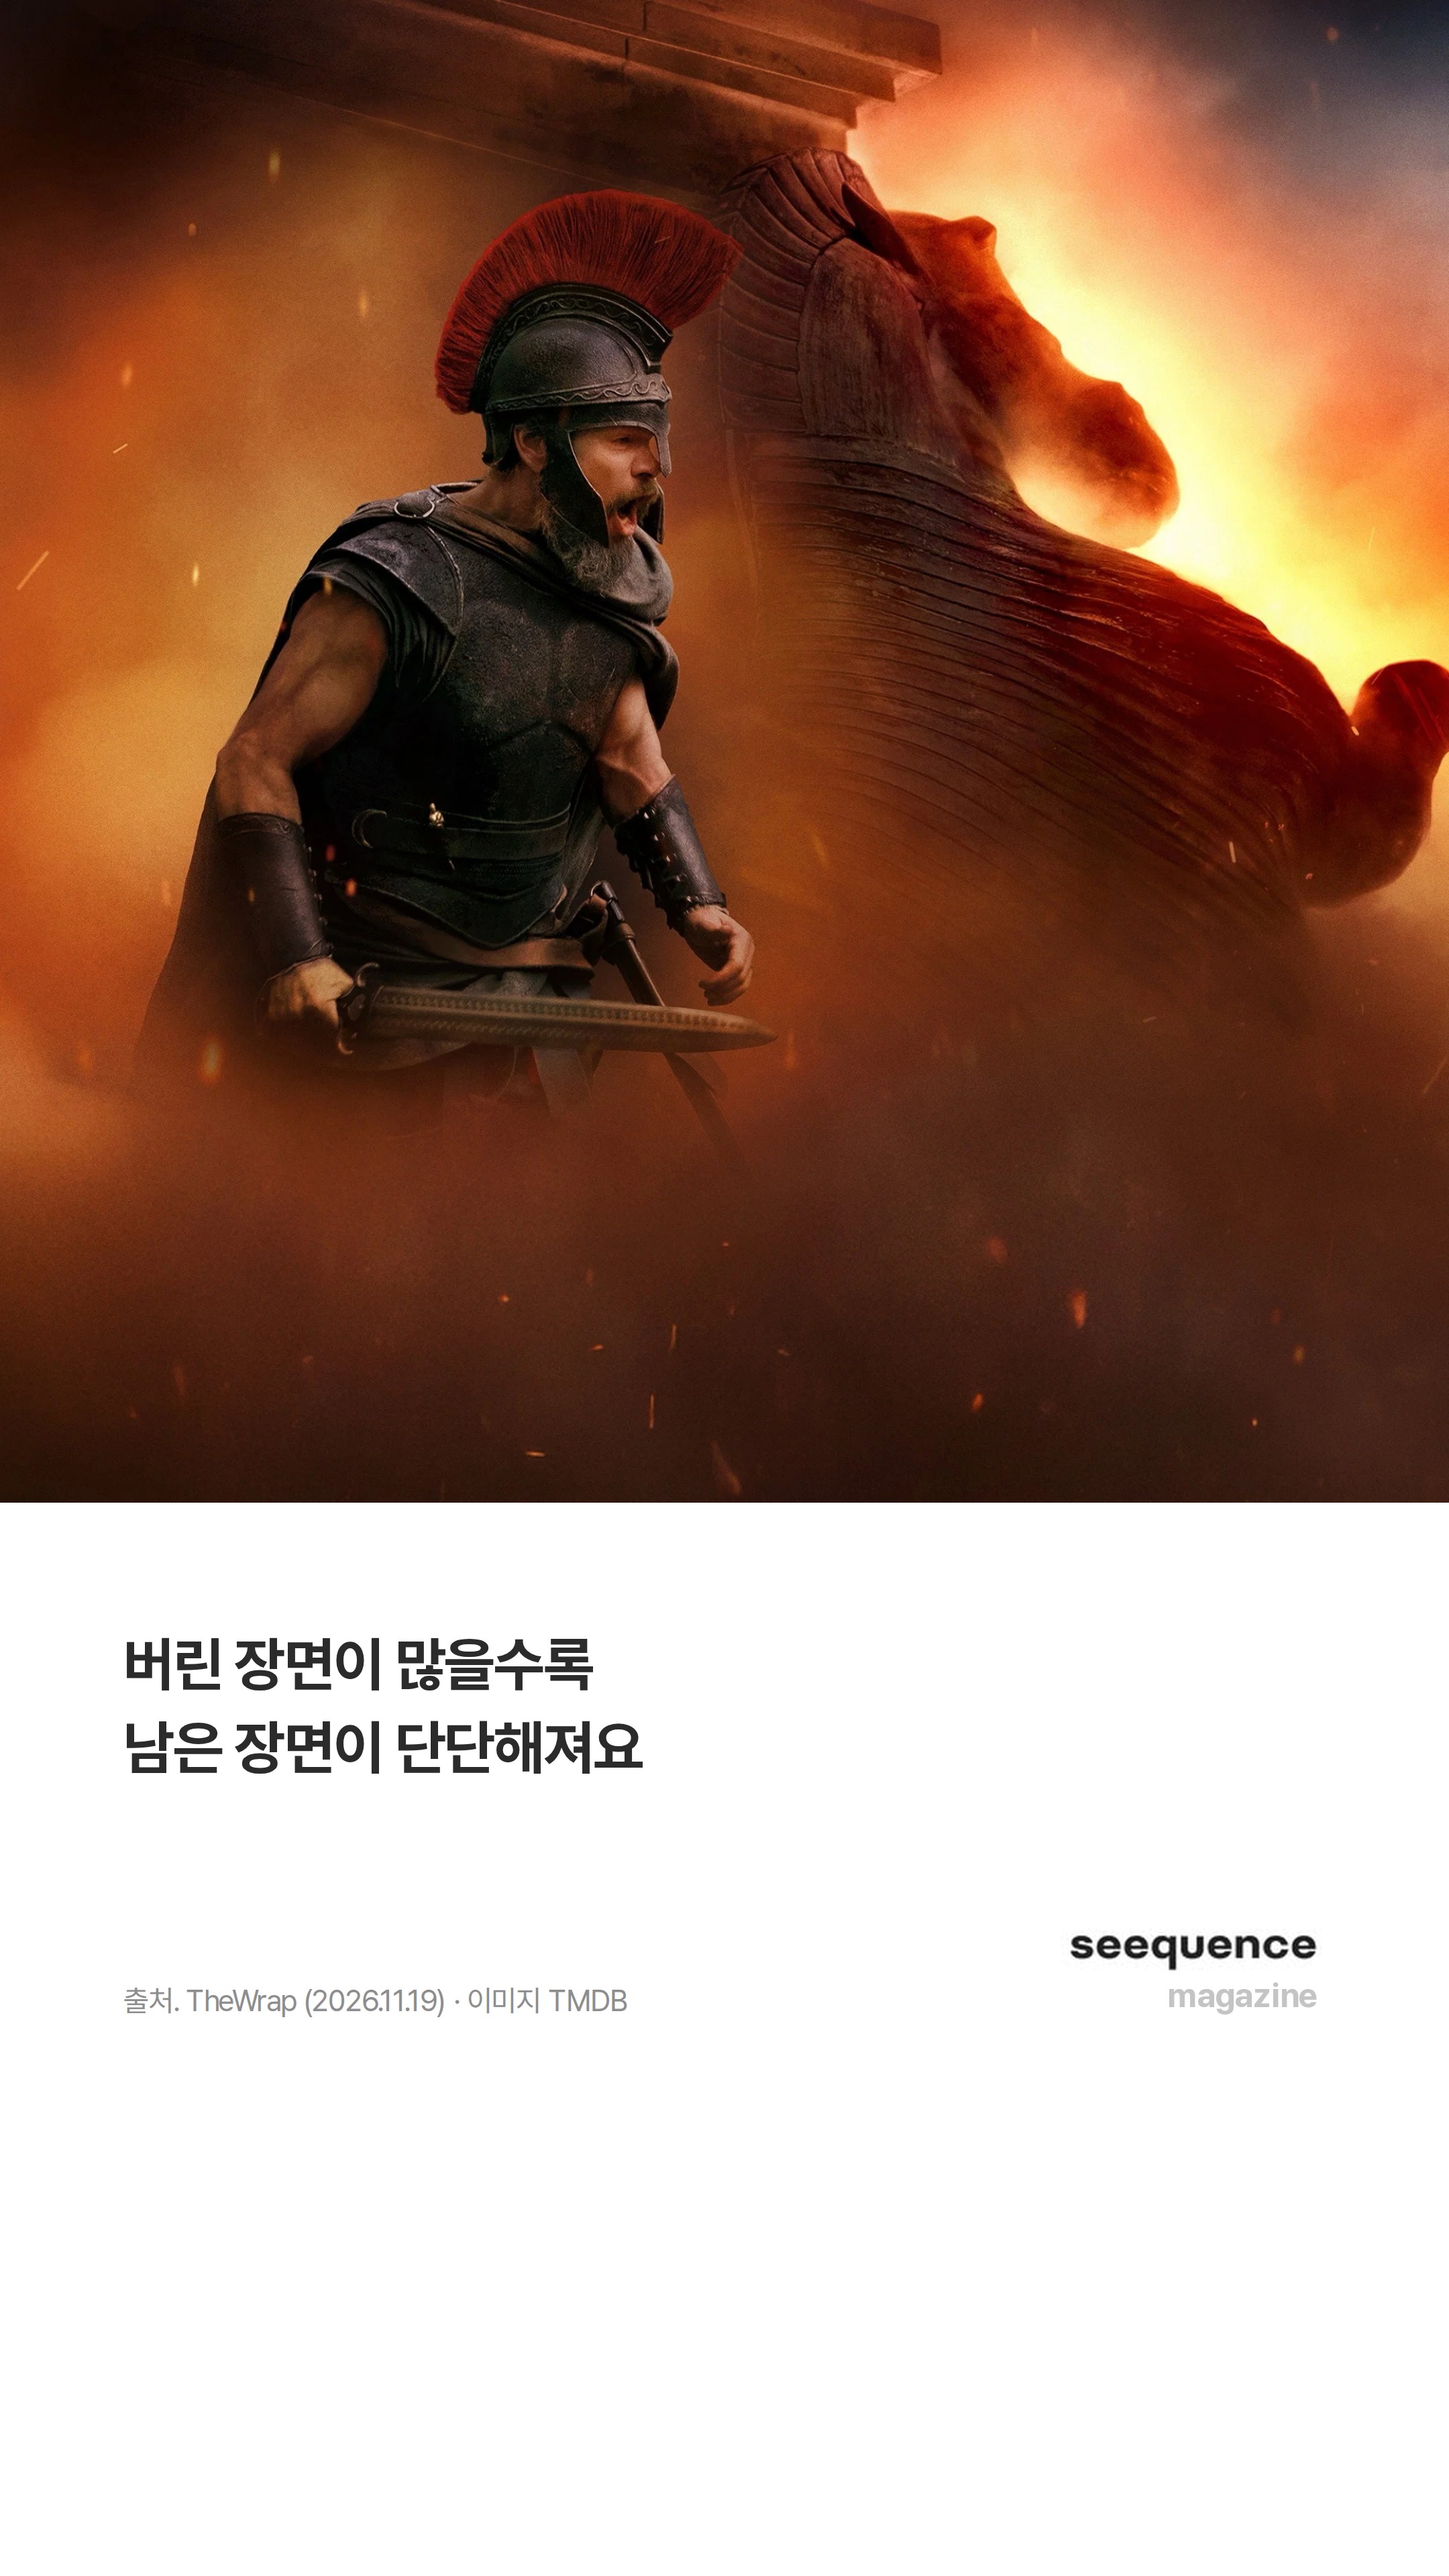 버린 장면이 많을수록
남은 장면이 단단해져요
seequence
magazine
출처. TheWrap (2026.11.19) · 이미지 TMDB